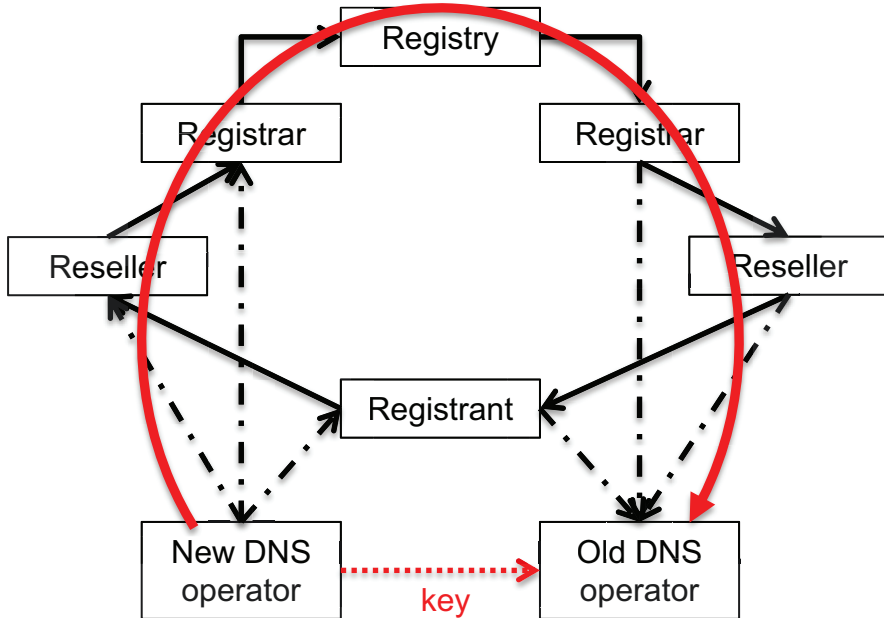 Registry
Registrar
Registrar
Reseller
Reseller
Registrant
New DNS
operator
Old DNS
operator
key